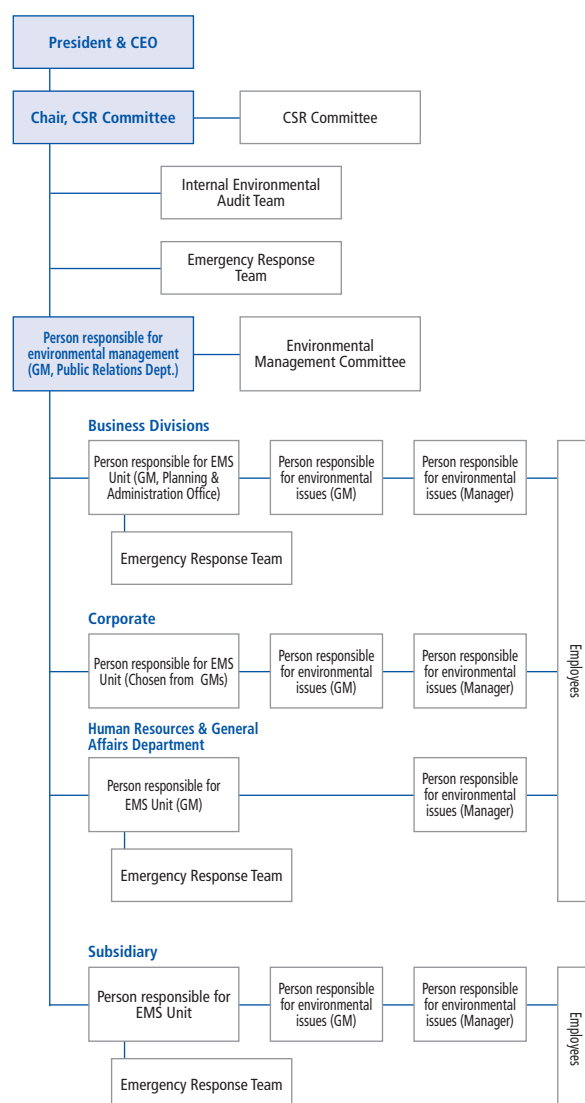 President & CEO
Chair, CSR Committee
CSR Committee
Internal Environmental
Audit Team
Emergency Response
Team
Person responsible for
environmental management
(GM, Public Relations Dept.)
Environmental
Management Committee
Business Divisions
Person responsible for EMS
Unit (GM, Planning &
Administration Office)
Person responsible
for environmental
issues (GM)
Person responsible
for environmental
issues (Manager)
Emergency Response Team
Corporate
Person responsible for EMS
Unit (Chosen from GMs)
Person responsible
for environmental
issues (GM)
Person responsible
for environmental
issues (Manager)
Employees
Human Resources & General
Affairs Department
Person responsible for
EMS Unit (GM)
Person responsible
for environmental
issues (Manager)
Emergency Response Team
Subsidiary
Person responsible for
EMS Unit
Person responsible
for environmental
issues (GM)
Person responsible
for environmental
issues (Manager)
Employees
Emergency Response Team